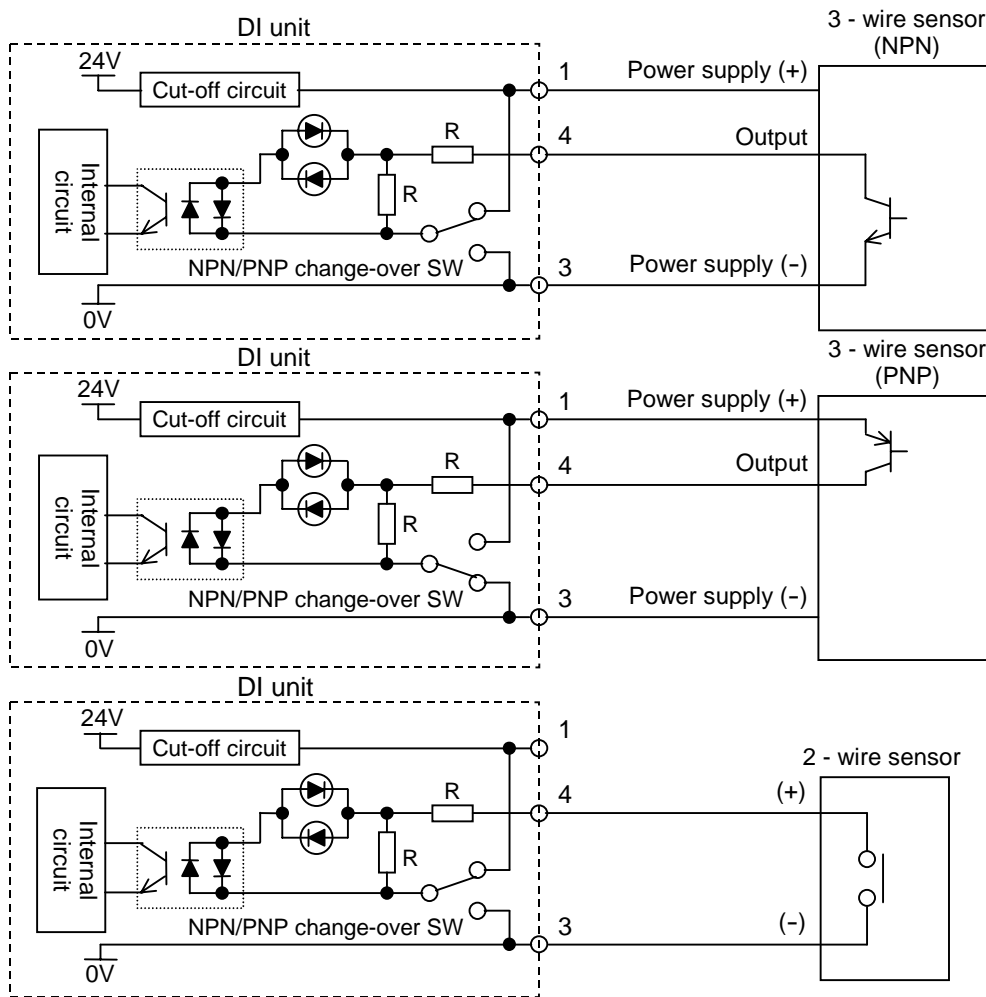 DI unit
3 - wire sensor
(NPN)
24V
Cut-off circuit
1
Power supply (+)
R
4
Output
Internal
circuit
R
NPN/PNP change-over SW
3
Power supply (-)
0V
DI unit
3 - wire sensor
(PNP)
24V
Cut-off circuit
1
Power supply (+)
R
4
Output
Internal
circuit
R
NPN/PNP change-over SW
3
Power supply (-)
0V
DI unit
24V
Cut-off circuit
1
2 - wire sensor
R
4
(+)
Internal
circuit
R
NPN/PNP change-over SW
3
(-)
0V